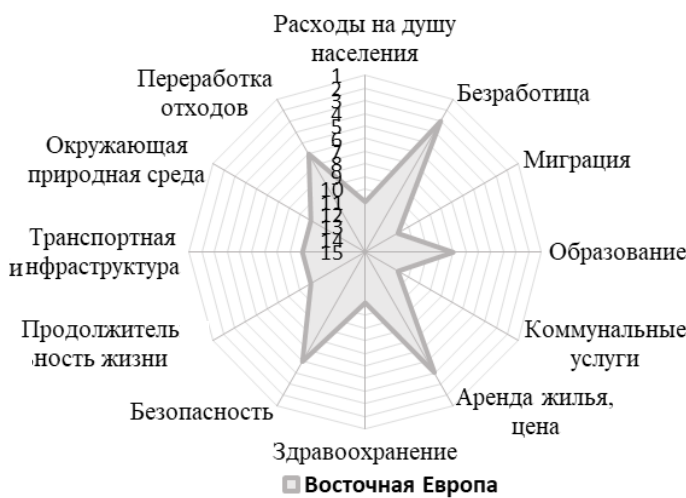 Расходы на душу
населения
Безработица
Миграция
Образование
Коммунальные
услуги
Аренда жилья,
цена
Здравоохранение
Безопасность
Продолжитель
ность жизни
Транспортная
инфраструктура
Окружающая
природная среда
Переработка
отходов
1
2
3
4
5
6
7
8
9
10
11
12
13
14
15
Восточная Европа